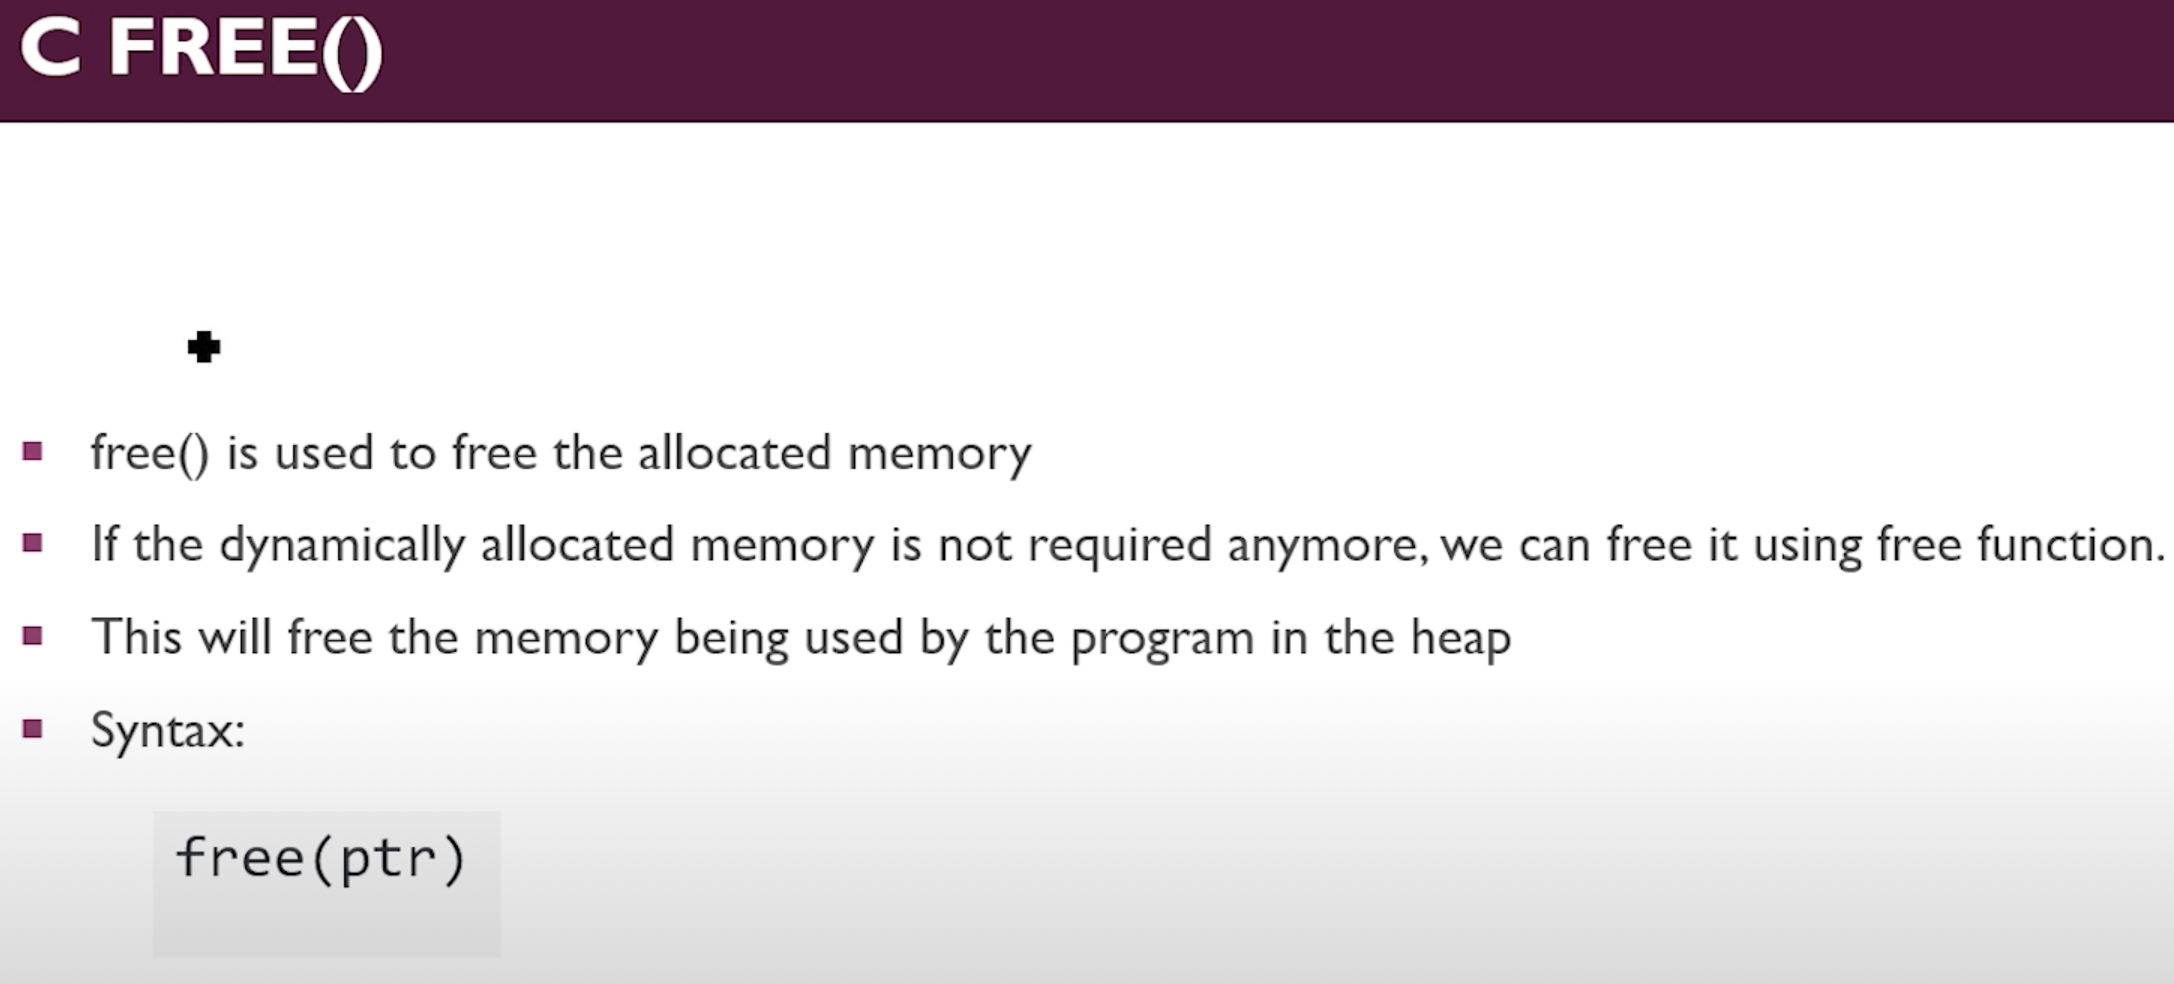 C FREE()
free() is used to free the allocated memory
If the dynamically allocated memory is not required anymore, we can free it using free function.
This will free the memory being used by the program in the heap
Syntax:
free(ptr)